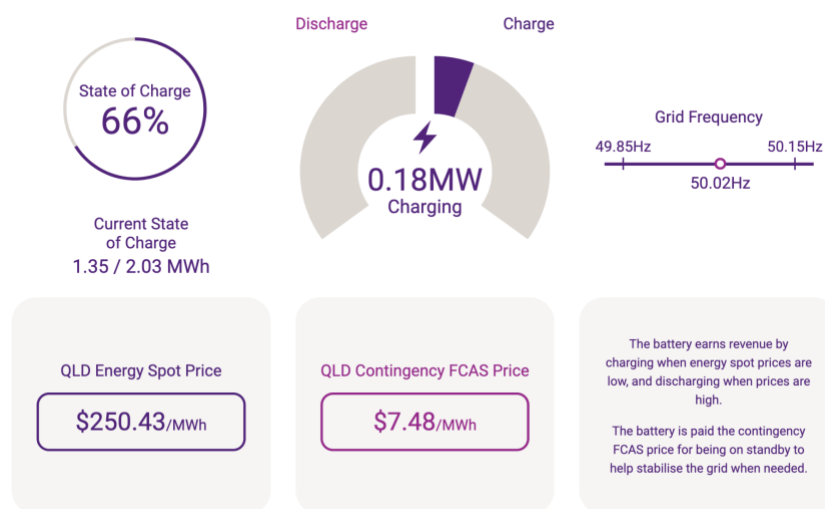 Discharge
Charge
State of Charge
66%
Current State
of Charge
1.35 / 2.03 MWh
0.18MW
Charging
Grid Frequency
49.85Hz
50.15Hz
50.02Hz
QLD Energy Spot Price
$250.43/MWh
QLD Contingency FCAS Price
$7.48/MWh
The battery earns revenue by
charging when energy spot prices are
low, and discharging when prices are
high.
The battery is paid the contingency
FCAS price for being on standby to
help stabilise the grid when needed.